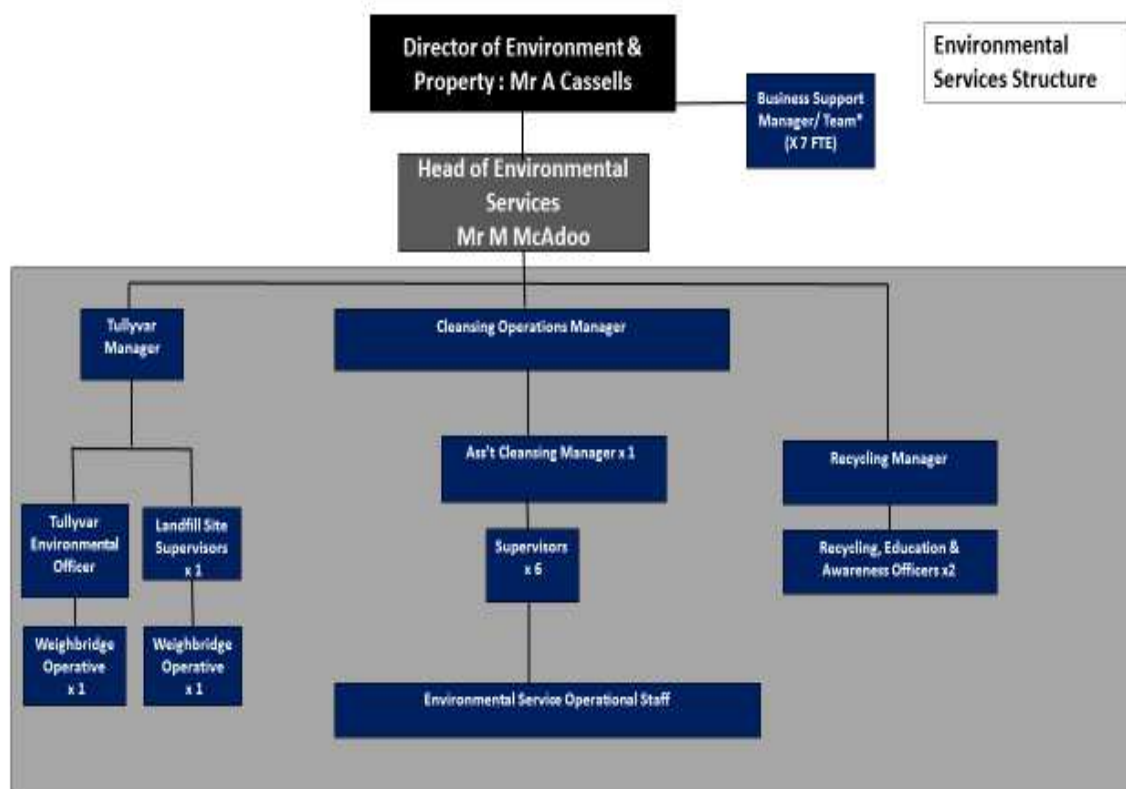 Director of Environment &
Property : Mr A Cassells
Environmental
Services Structure
Business Support
Manager/ Team*
(X 7 FTE)
Head of Environmental
Services
Mr M McAdoo
Tullyvar
Manager
Cleansing Operations Manager
Ass't Cleansing Manager x 1
Recycling Manager
Tullyvar
Environmental
Officer
Landfill Site
Supervisors
x 1
Supervisors
x 6
Recycling, Education &
Awareness Officers x2
Weighbridge
Operative
x 1
Weighbridge
Operative
x 1
Environmental Service Operational Staff